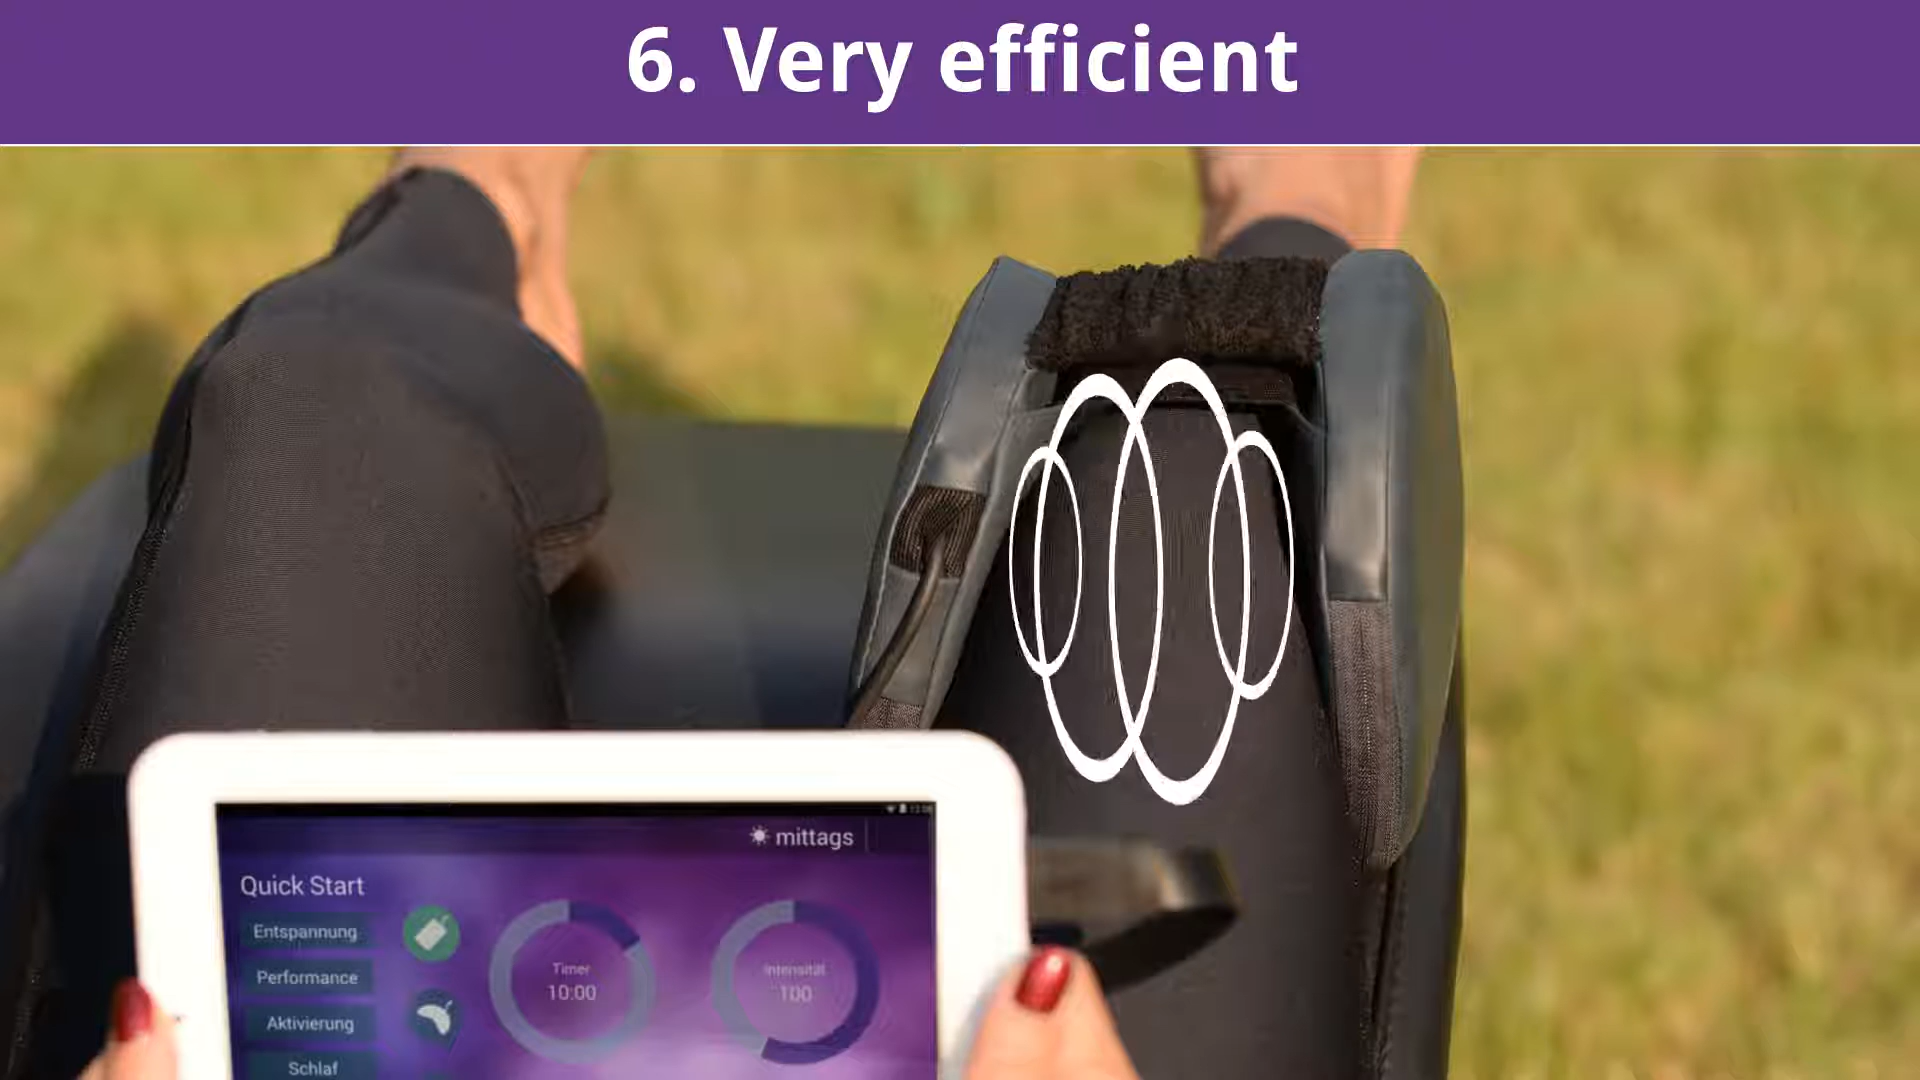 6. Very efficient
mittags
Quick Start
Entspannung
Performance
Aktivierung
Schlaf
Timer
10:00
Intensität
100